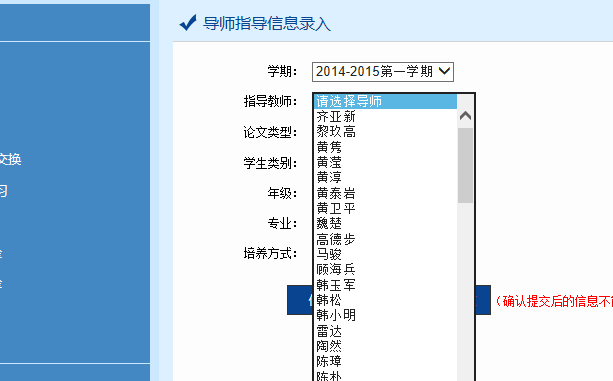 导师指导信息录入
交换
习
学期：
2014-2015第一学期
指导教师：
请选择导师
齐亚新
黎玖高
论文类型：
黄隽
学生类别：
黄滢
黄淳
年级：
黄泰岩
黄卫平
专业：
魏楚
高德步
培养方式：
马骏
顾海兵
韩玉军
韩松
（确认提交后的信息不
韩小明
雷达
陶然
陈璋
陈朴